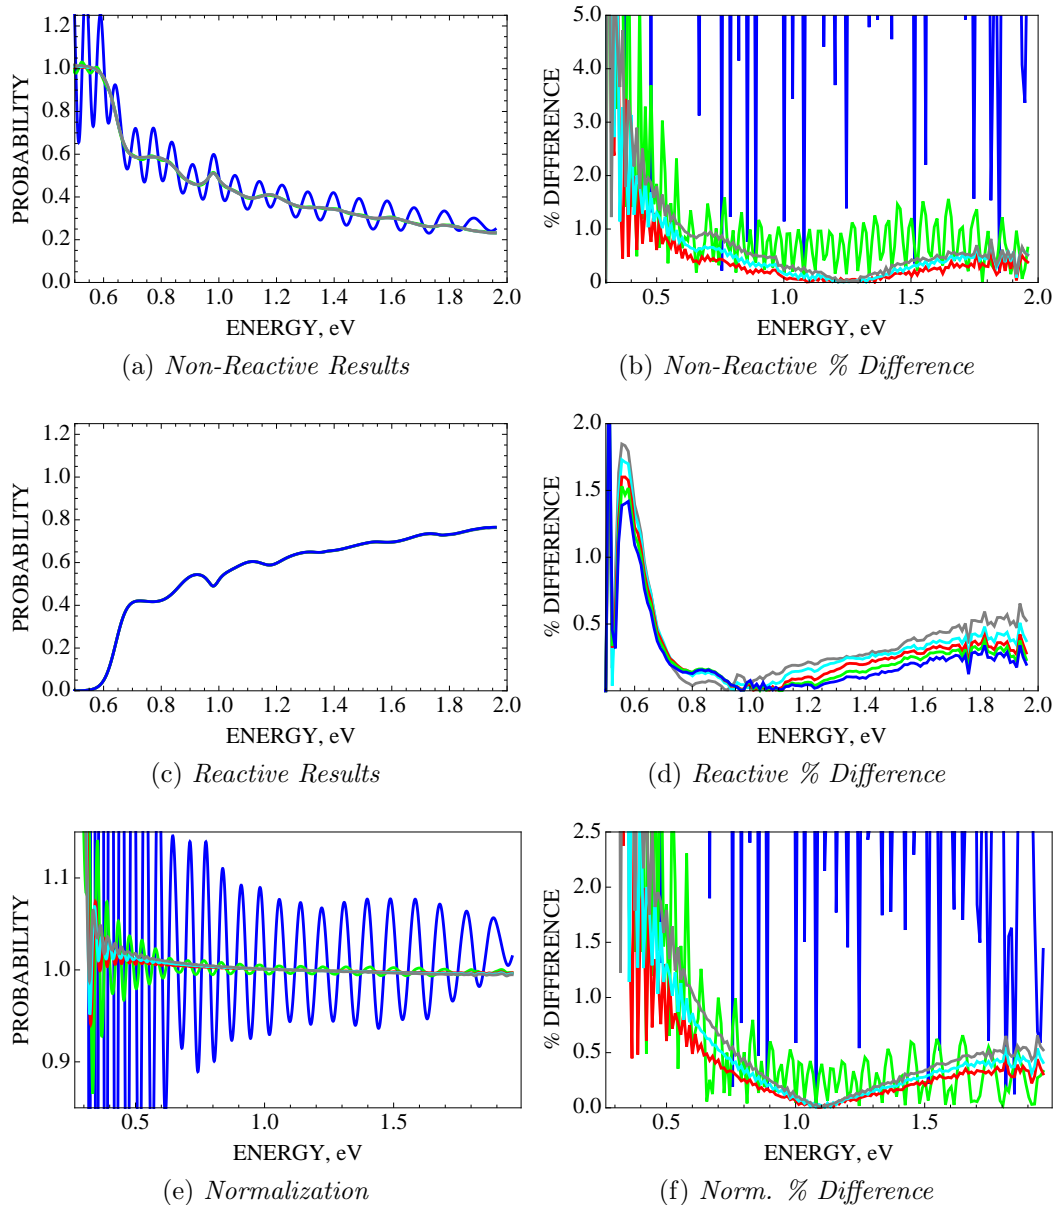 1.2
1.0
0.8
0.6
0.4
0.2
0.0
PROBABILITY
0.6 0.8 1.0 1.2 1.4 1.6 1.8 2.0
ENERGY, eV
(a) Non-Reactive Results
5.0
4.0
3.0
2.0
1.0
0
% DIFFERENCE
0.5 1.0 1.5 2.0
ENERGY, eV
(b) Non-Reactive % Difference
1.2
1.0
0.8
0.6
0.4
0.2
0.0
PROBABILITY
0.6 0.8 1.0 1.2 1.4 1.6 1.8 2.0
ENERGY, eV
(c) Reactive Results
2.0
1.5
1.0
0.5
% DIFFERENCE
0.6 0.8 1.0 1.2 1.4 1.6 1.8 2.0
ENERGY, eV
(d) Reactive % Difference
1.1
1.0
0.9
PROBABILITY
0.5 1.0 1.5
ENERGY, eV
(e) Normalization
2.5
2.0
1.5
1.0
0.5
0.0
% DIFFERENCE
0.5 1.0 1.5 2.0
ENERGY, eV
(f) Norm. % Difference